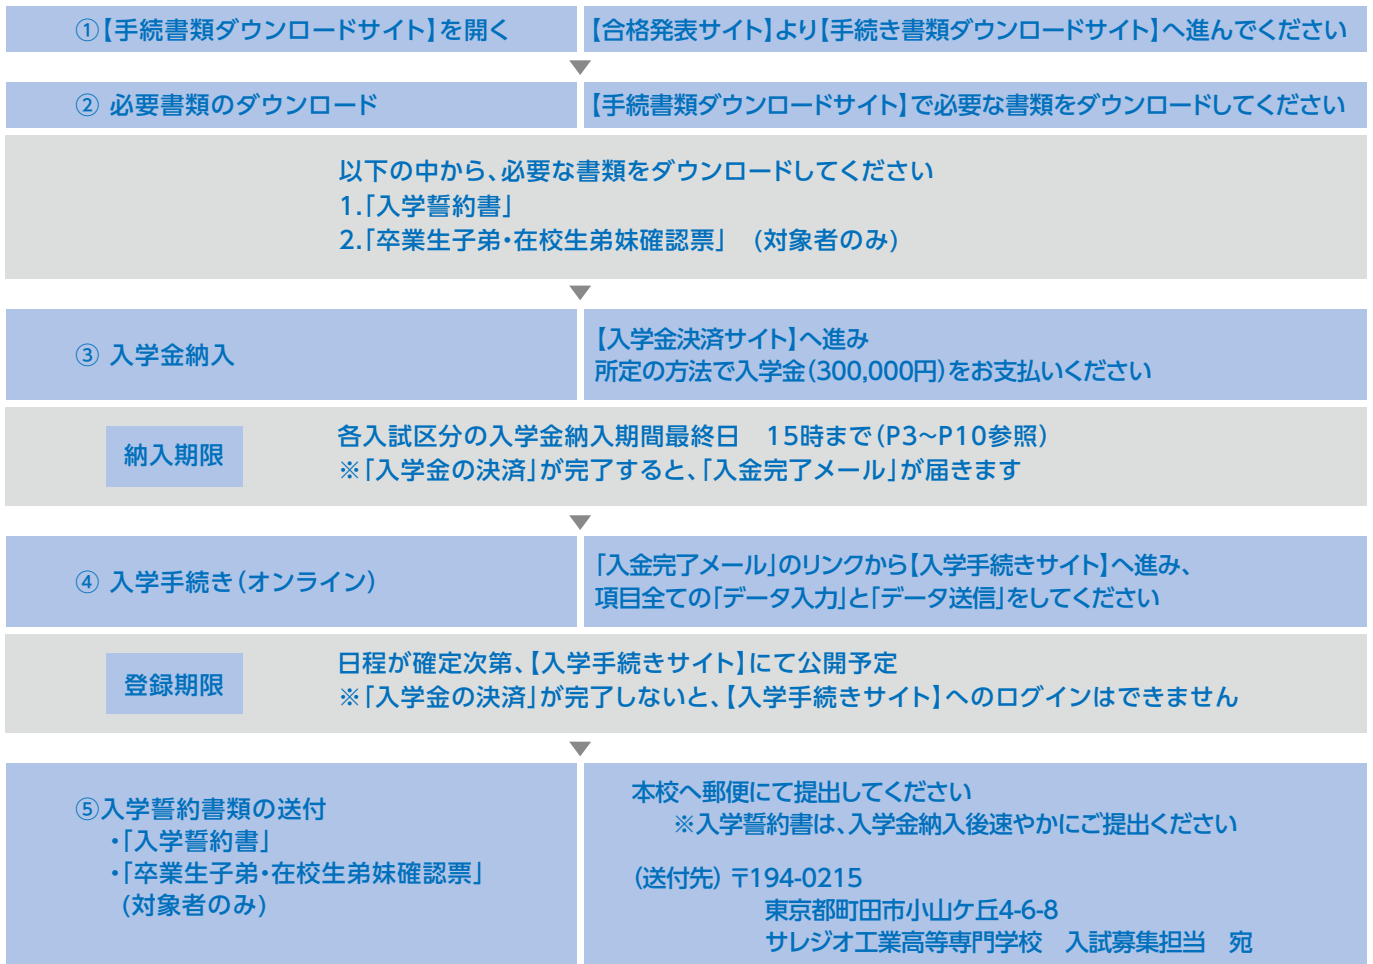 ①【手続書類ダウンロードサイト】を開く
【合格発表サイト】より【手続き書類ダウンロードサイト】へ進んでください
② 必要書類のダウンロード
【手続書類ダウンロードサイト】で必要な書類をダウンロードしてください
以下の中から、必要な書類をダウンロードしてください
1.「入学誓約書」
2.「卒業生子弟・在校生弟妹確認票」 (対象者のみ)
③ 入学金納入
【入学金決済サイト】へ進み
所定の方法で入学金（300,000円）をお支払いください
納入期限
各入試区分の入学金納入期間最終日　15時まで（P3~P10参照）
※「入学金の決済」が完了すると、「入金完了メール」が届きます
④ 入学手続き（オンライン）
「入金完了メール」のリンクから【入学手続きサイト】へ進み、
項目全ての「データ入力」と「データ送信」をしてください
登録期限
日程が確定次第、【入学手続きサイト】にて公開予定
※「入学金の決済」が完了しないと、【入学手続きサイト】へのログインはできません
⑤入学誓約書類の送付
・「入学誓約書」
・「卒業生子弟・在校生弟妹確認票」
(対象者のみ)
本校へ郵便にて提出してください
※入学誓約書は、入学金納入後速やかにご提出ください
（送付先）〒194-0215
東京都町田市小山ケ丘4-6-8
サレジオ工業高等専門学校　入試募集担当　宛